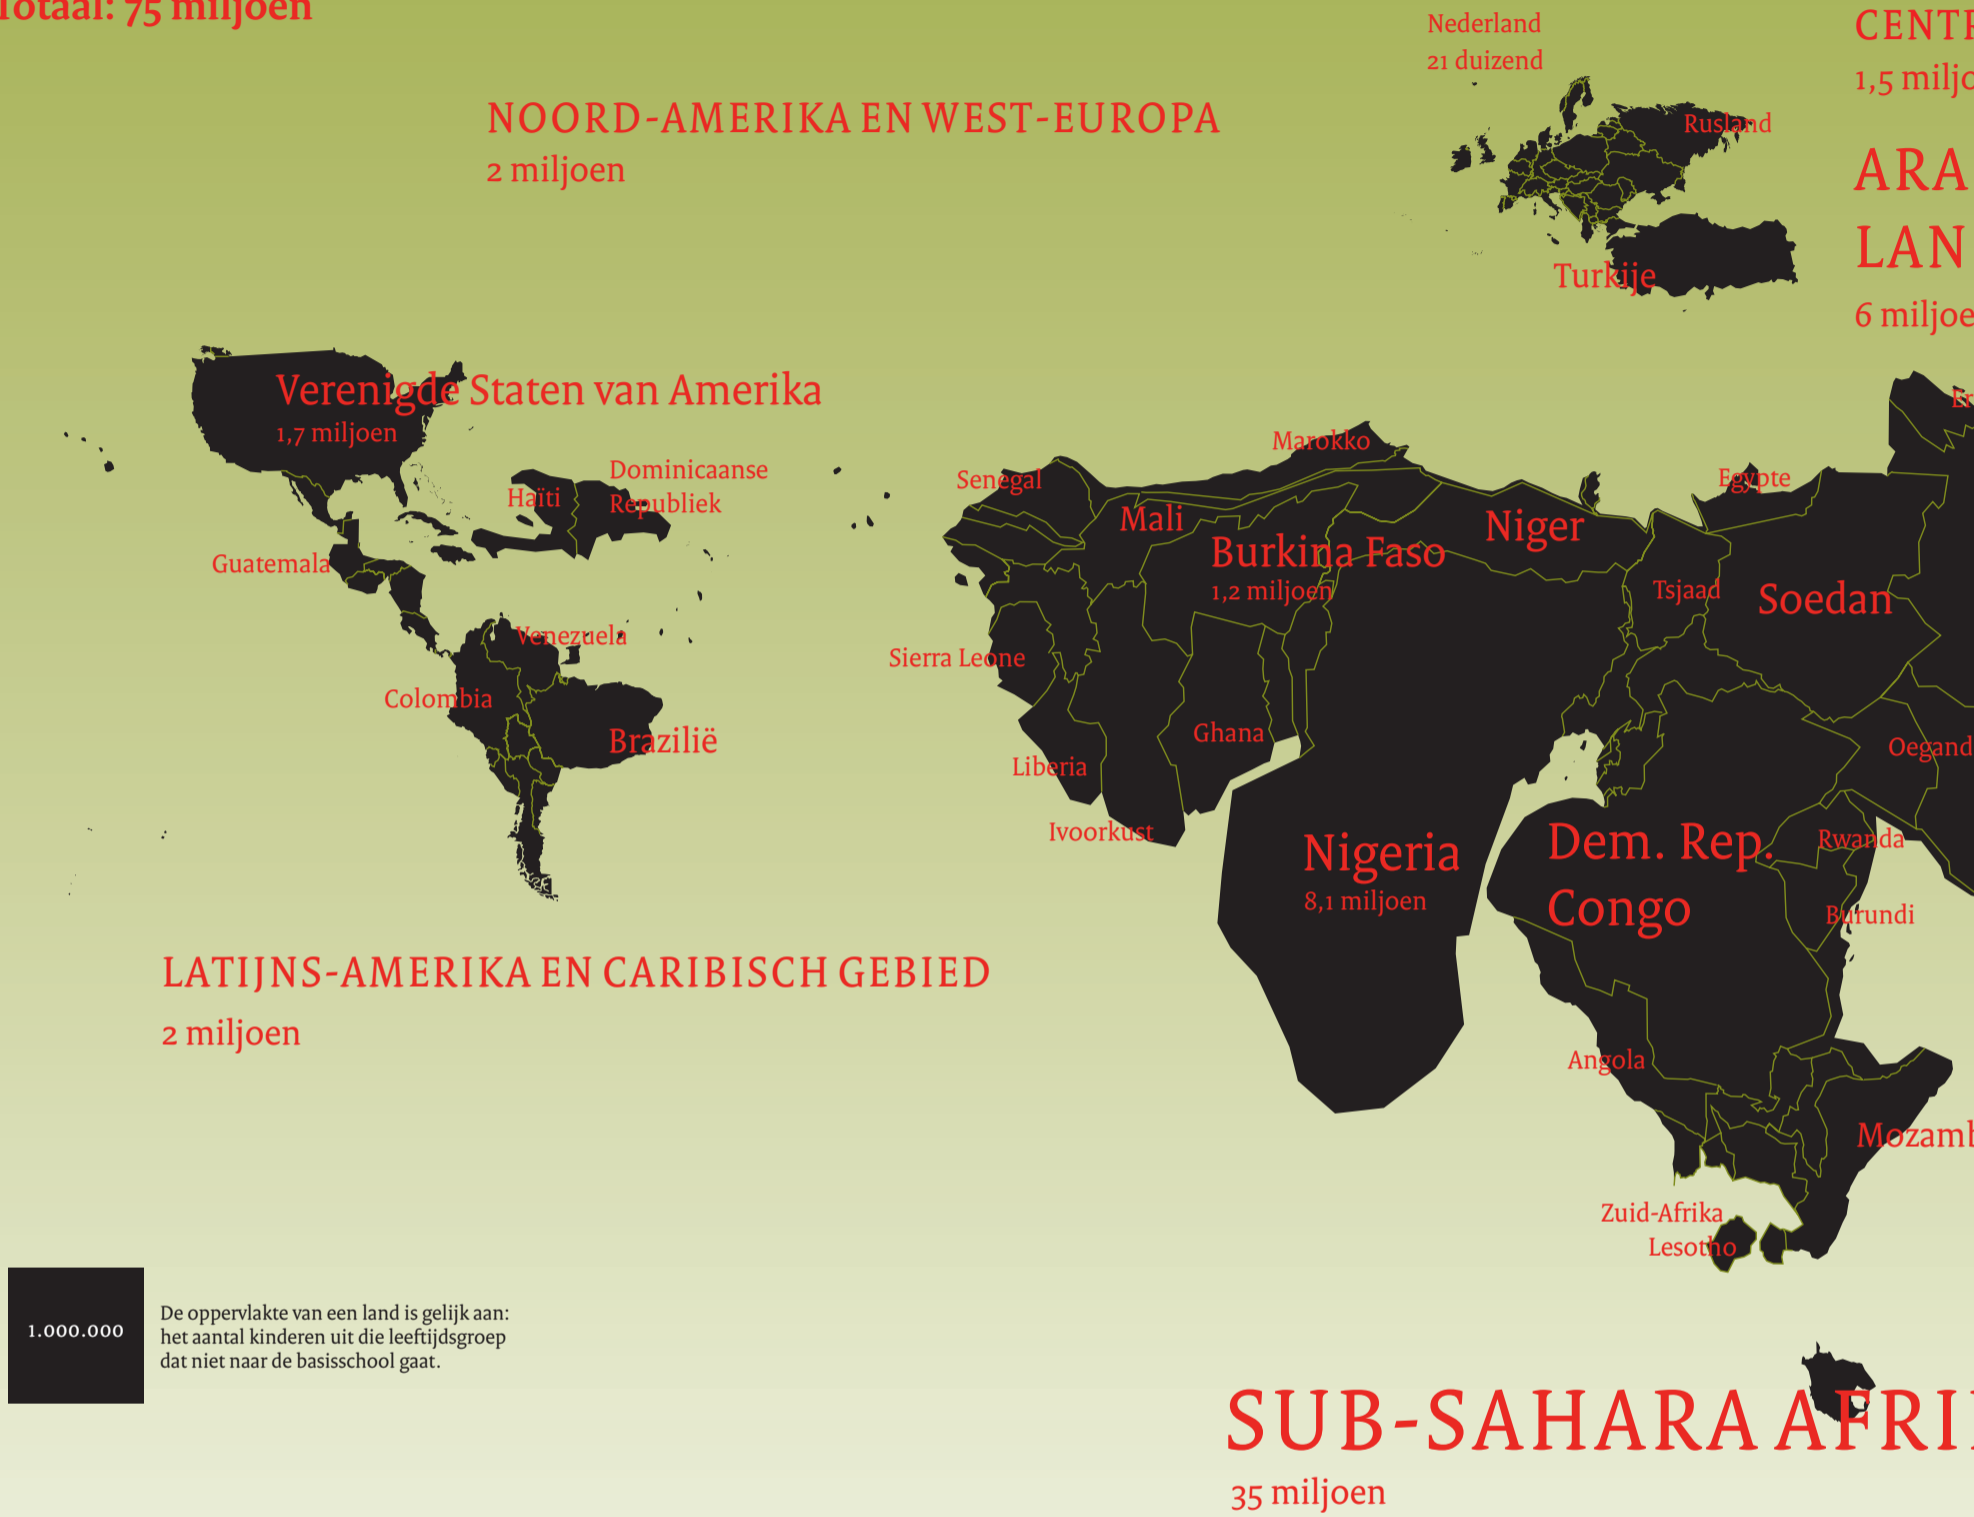 Totaal: 75 miljoen
Nederland
21 duizend
NOORD-AMERIKA EN WEST-EUROPA
2 miljoen
Rusland
Turkije
1,5
ARA
LAN
6
Verenigde Staten van Amerika
1,7 miljoen
Haïti
Dominicaanse
Republiek
Guatemala
Venezuela
Colombia
Brazilië
Marokko
Senegal
Egypte
Mali
Niger
Burkina Faso
1,2 miljoen
Tsjaad
Soedan
Sierra Leone
Ghana
Liberia
Ivoorkust
Nigeria
8,1 miljoen
Dem. Rep.
Congo
Rwanda
Burundi
Oegand
Angola
Mozamb
Zuid-Afrika
Lesotho
LATIJNS-AMERIKA EN CARIBISCH GEBIED
2 miljoen
1.000.000
De oppervlakte van een land is gelijk aan:
het aantal kinderen uit die leeftijdsgroep
dat niet naar de basisschool gaat.
SUB-SAHARA AFRI
35 miljoen